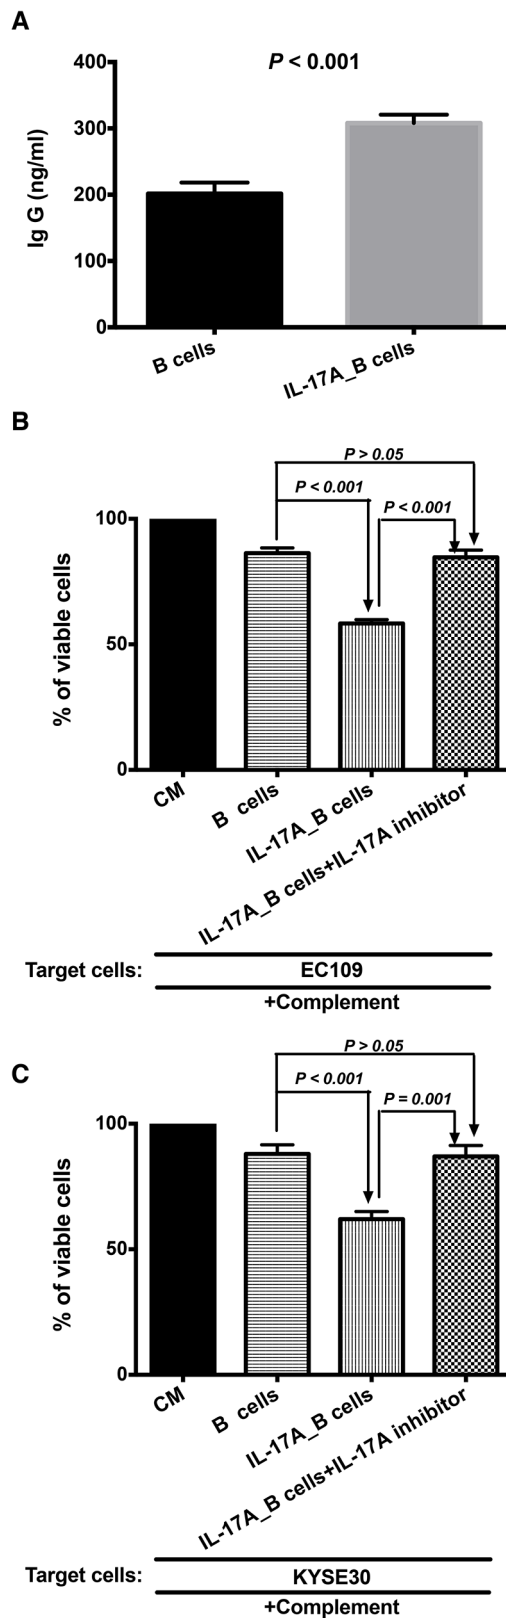 A
P < 0.001
Ig G (ng/ml)
400
300
200
100
0
B cells
IL-17A_B cells
B
P > 0.05
P < 0.001
P < 0.001
% of viable cells
100
50
0
CM
B cells
IL-17A_B cells
IL-17A_B cells+IL-17A inhibitor
Target cells: EC109
+Complement
C
P > 0.05
P < 0.001
P = 0.001
% of viable cells
100
50
0
CM
B cells
IL-17A_B cells
IL-17A_B cells+IL-17A inhibitor
Target cells: KYSE30
+Complement